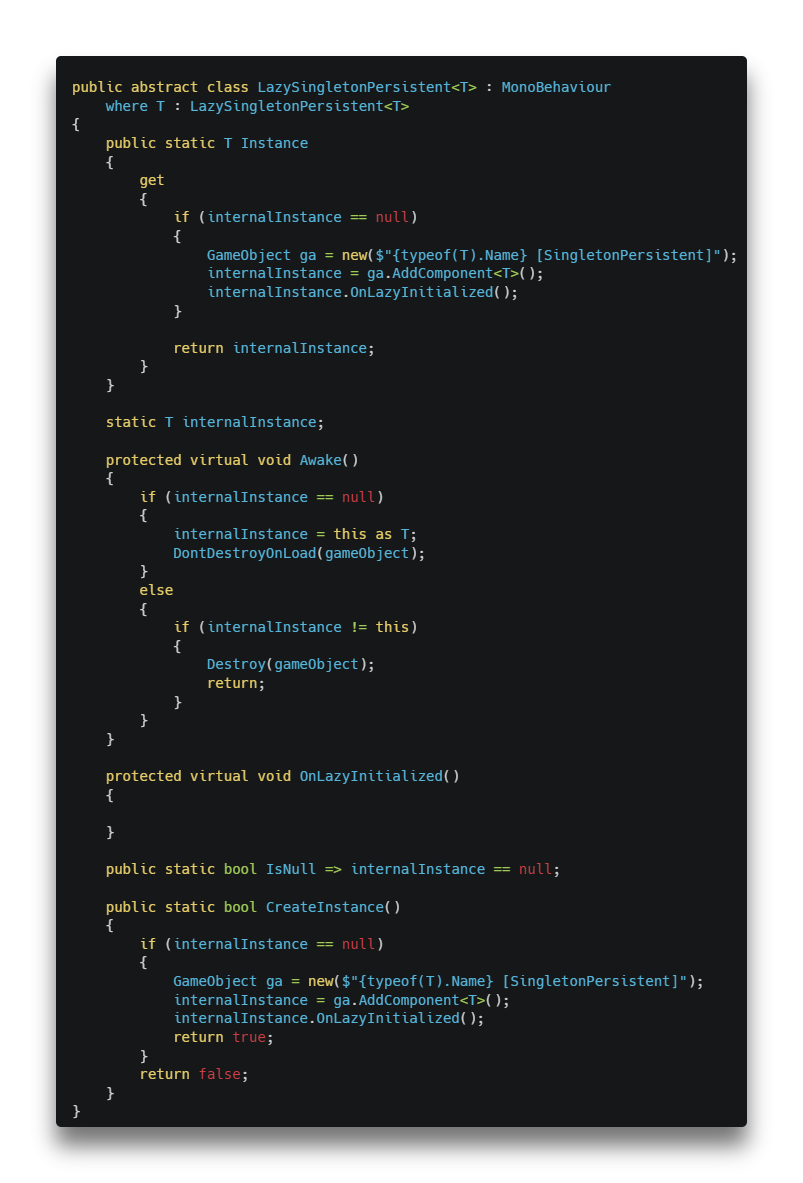 public abstract class LazySingletonPersistent<T> : MonoBehaviour
    where T : LazySingletonPersistent<T>
{
    public static T Instance
    {
        get
        {
            if (internalInstance == null)
            {
                GameObject ga = new($"{typeof(T).Name} [SingletonPersistent]");
                internalInstance = ga.AddComponent<T>();
                internalInstance.OnLazyInitialized();
            }

            return internalInstance;
        }
    }

    static T internalInstance;

    protected virtual void Awake()
    {
        if (internalInstance == null)
        {
            internalInstance = this as T;
            DontDestroyOnLoad(gameObject);
        }
        else
        {
            if (internalInstance != this)
            {
                Destroy(gameObject);
                return;
            }
        }
    }

    protected virtual void OnLazyInitialized()
    {

    }

    public static bool IsNull => internalInstance == null;

    public static bool CreateInstance()
    {
        if (internalInstance == null)
        {
            GameObject ga = new($"{typeof(T).Name} [SingletonPersistent]");
            internalInstance = ga.AddComponent<T>();
            internalInstance.OnLazyInitialized();
            return true;
        }
        return false;
    }
}